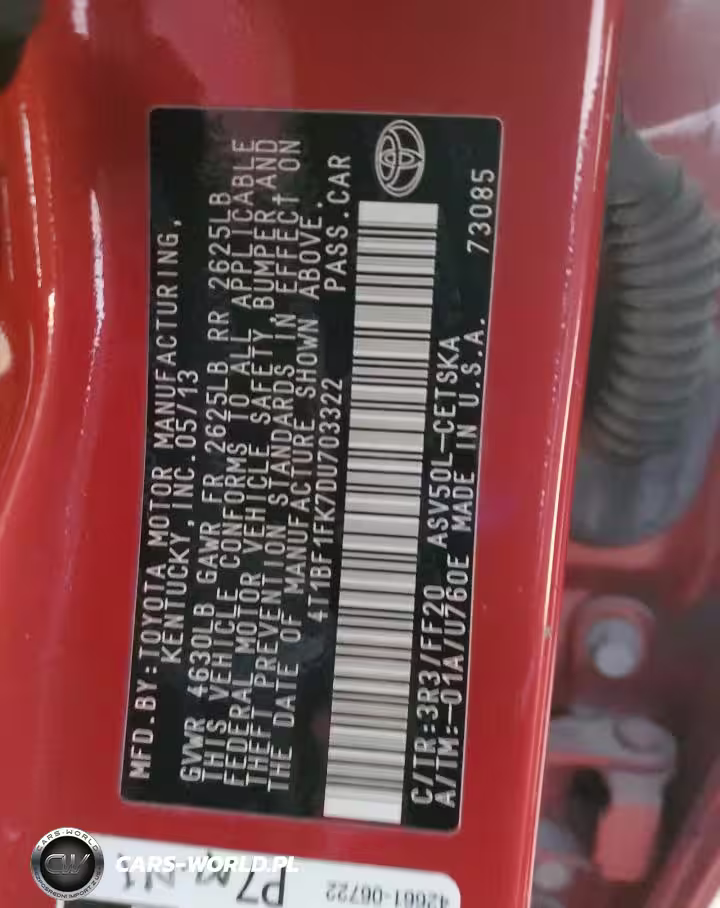 MFD.BY:TOYOTA MOTOR MANUFACTURING,
KENTUCKY, INC.05/13
GVWR 4630LB GAWR FR 2625LB RR 2625LB
THIS VEHICLE CONFORMS TO ALL APPLICABLE
FEDERAL MOTOR VEHICLE SAFETY, BUMPER AND
THEFT PREVENTION STANDARDS IN EFFECT ON
THE DATE OF MANUFACTURE SHOWN ABOVE.
4T1BF1FK7DU703322 PASS.CAR
C/TR:3R3/FF20 ASV50L-CETSKA
A/TM:-01A/U760E MADE IN U.S.A. 73085
42661-06722
CARS-WORLD
CW
CARS-WORLD.PL